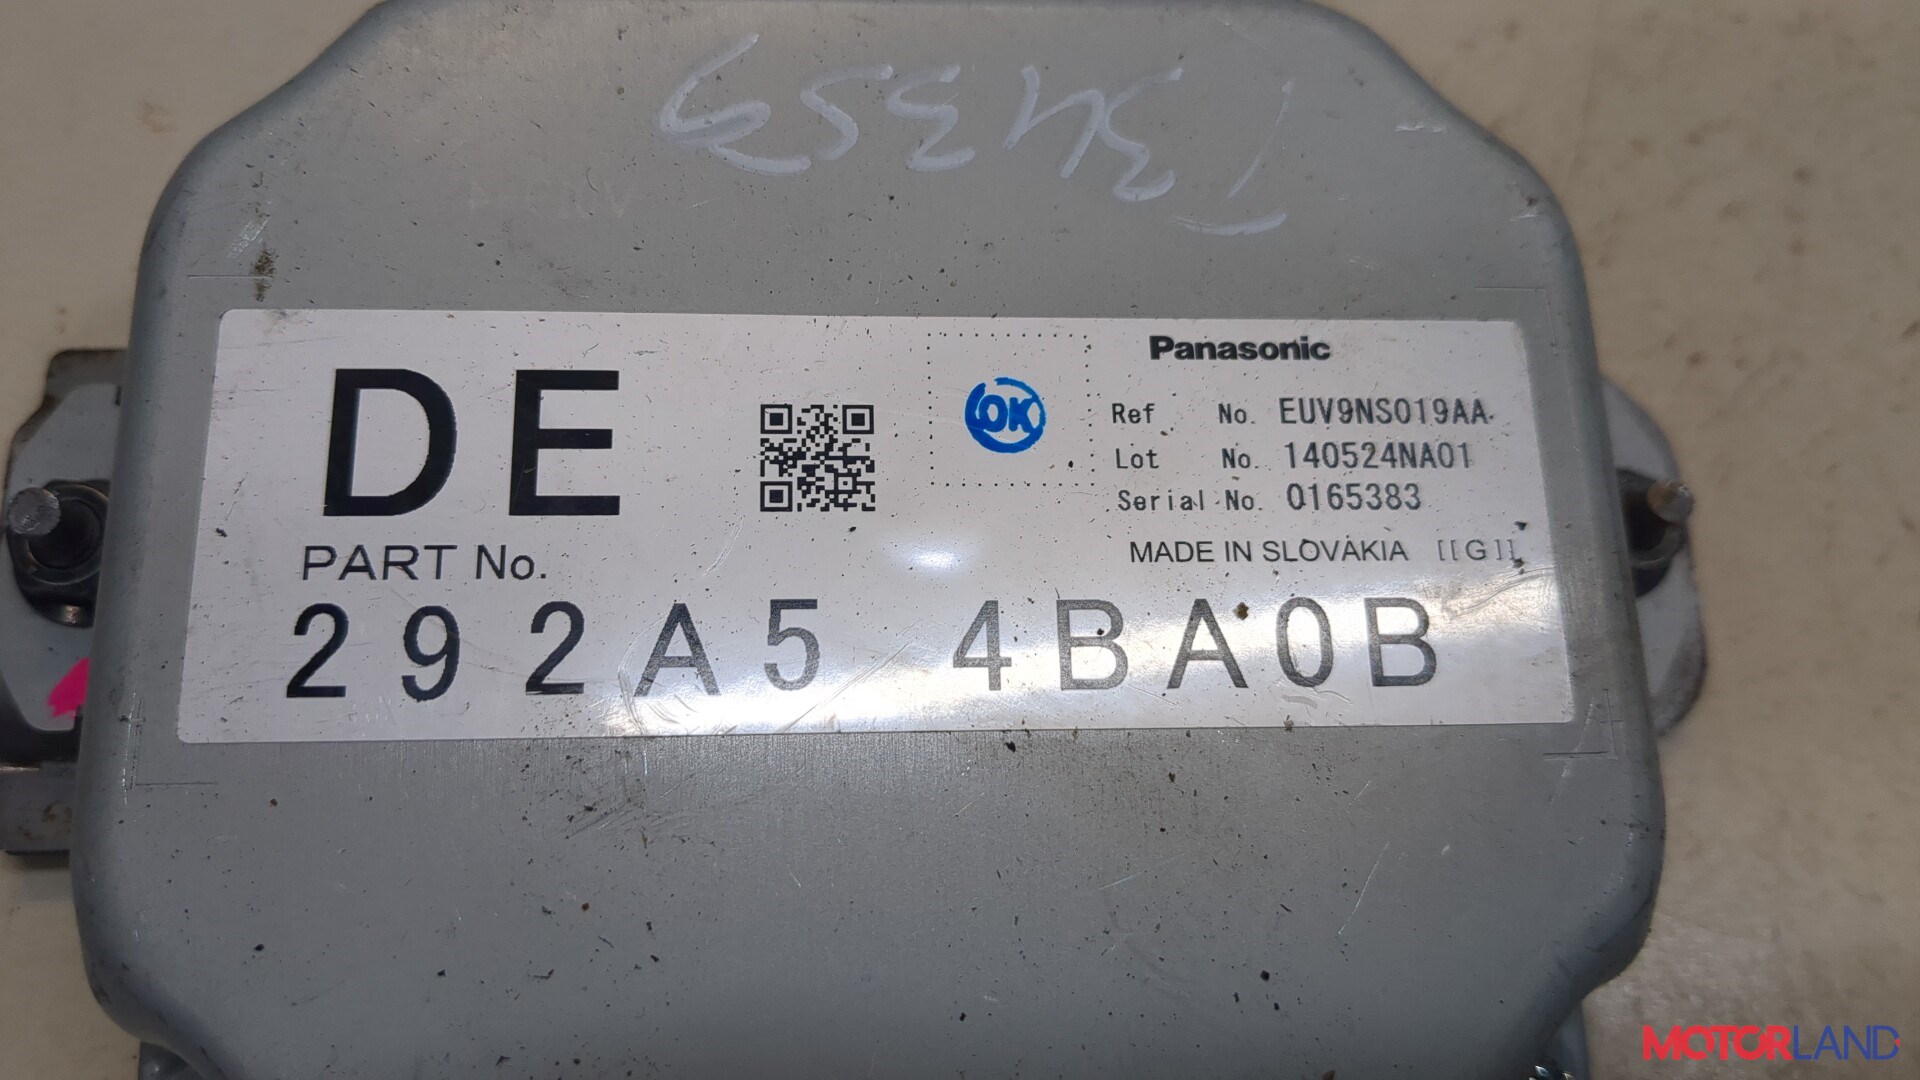 T34359
DE
OK
Panasonic
Ref No. EUV9NS019AA
Lot No. 140524NA01
Serial No. 0165383
MADE IN SLOVAKIA [[G]]
PART No.
292A5 4BA0B
MOTORLAND